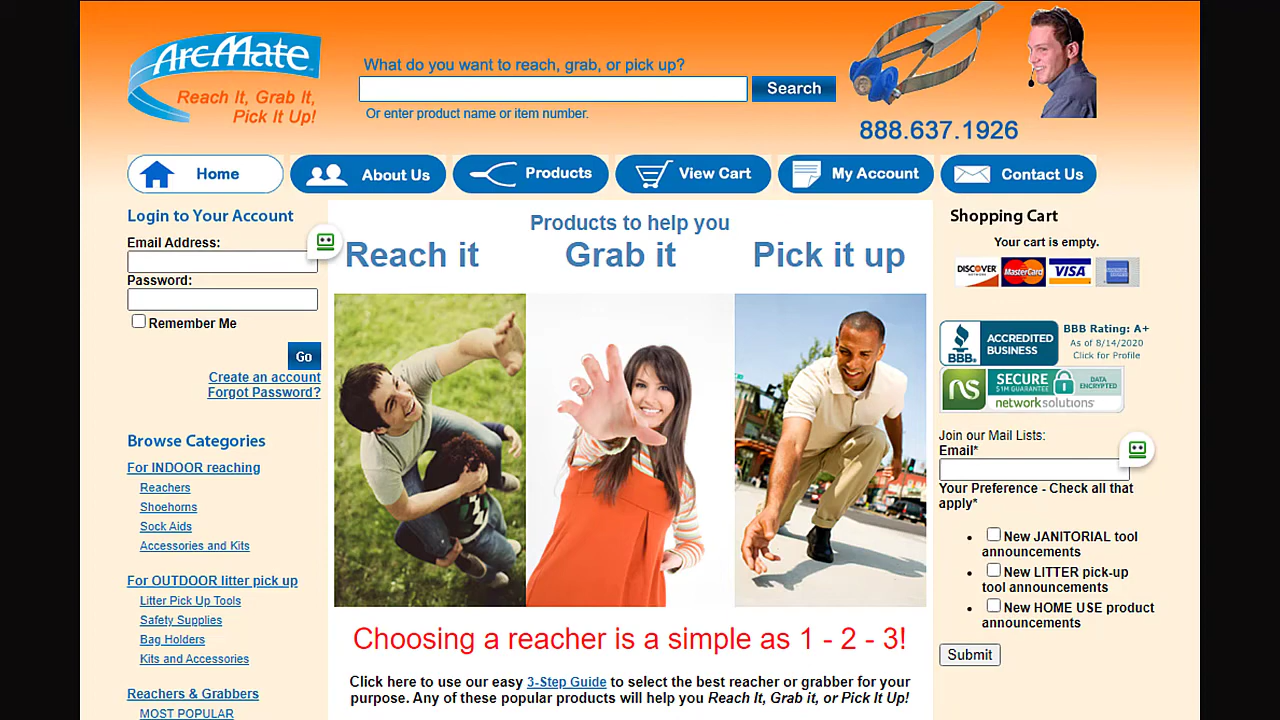 ArcMate
Reach It, Grab It,
Pick It Up!
What do you want to reach, grab, or pick up?
Search
Or enter product name or item number.
888.637.1926
Home
About Us
Products
View Cart
My Account
Contact Us
Login to Your Account
Email Address:
Password:
Remember Me
Go
Create an account
Forgot Password?
Browse Categories
For INDOOR reaching
Reachers
Shoehorns
Sock Aids
Accessories and Kits
For OUTDOOR litter pick up
Litter Pick Up Tools
Safety Supplies
Bag Holders
Kits and Accessories
Reachers & Grabbers
MOST POPULAR
Products to help you
Reach it Grab it Pick it up
Choosing a reacher is a simple as 1 - 2 - 3!
Click here to use our easy 3-Step Guide to select the best reacher or grabber for your
purpose. Any of these popular products will help you Reach It, Grab it, or Pick It Up!
Shopping Cart
Your cart is empty.
DISCOVER
MasterCard
VISA
BBB.
ACCREDITED
BUSINESS
BBB Rating: A+
As of 8/14/2020
Click for Profile
ns
SECURE
$1M GUARANTEE
DATA
ENCRYPTED
networksolutions
Join our Mail Lists:
Email*
Your Preference - Check all that
apply*
New JANITORIAL tool
announcements
New LITTER pick-up
tool announcements
New HOME USE product
announcements
Submit